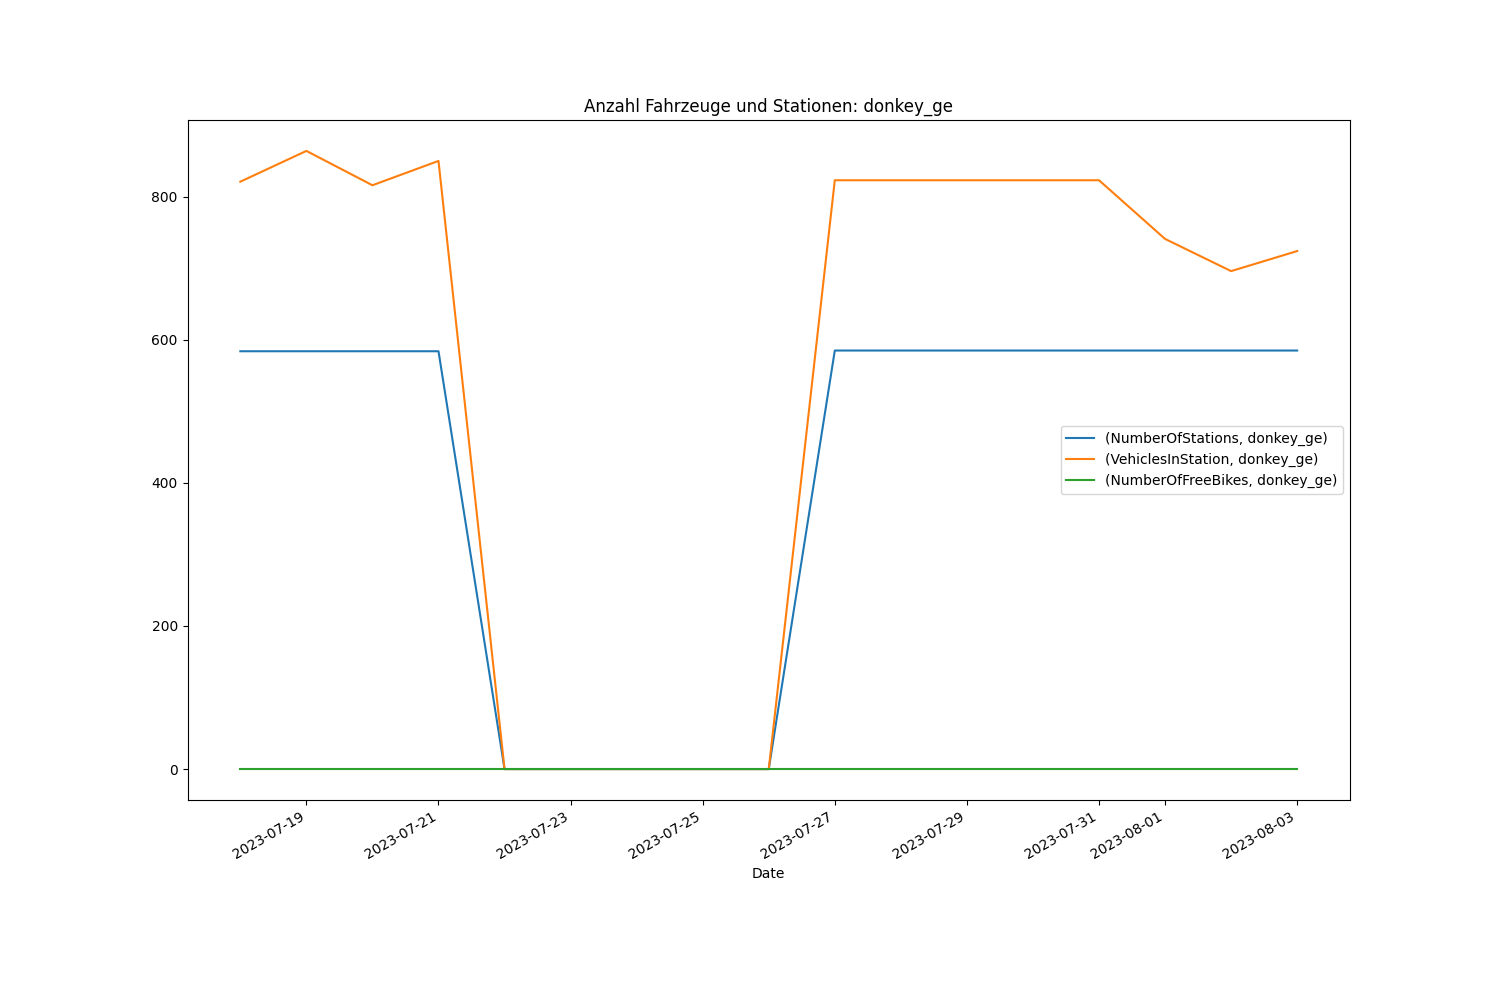 Anzahl Fahrzeuge und Stationen: donkey_ge
800
600
400
200
0
(NumberOfStations, donkey_ge)
(VehiclesInStation, donkey_ge)
(NumberOfFreeBikes, donkey_ge)
2023-07-19
2023-07-21
2023-07-23
2023-07-25
2023-07-27
2023-07-29
2023-07-31
2023-08-01
2023-08-03
Date